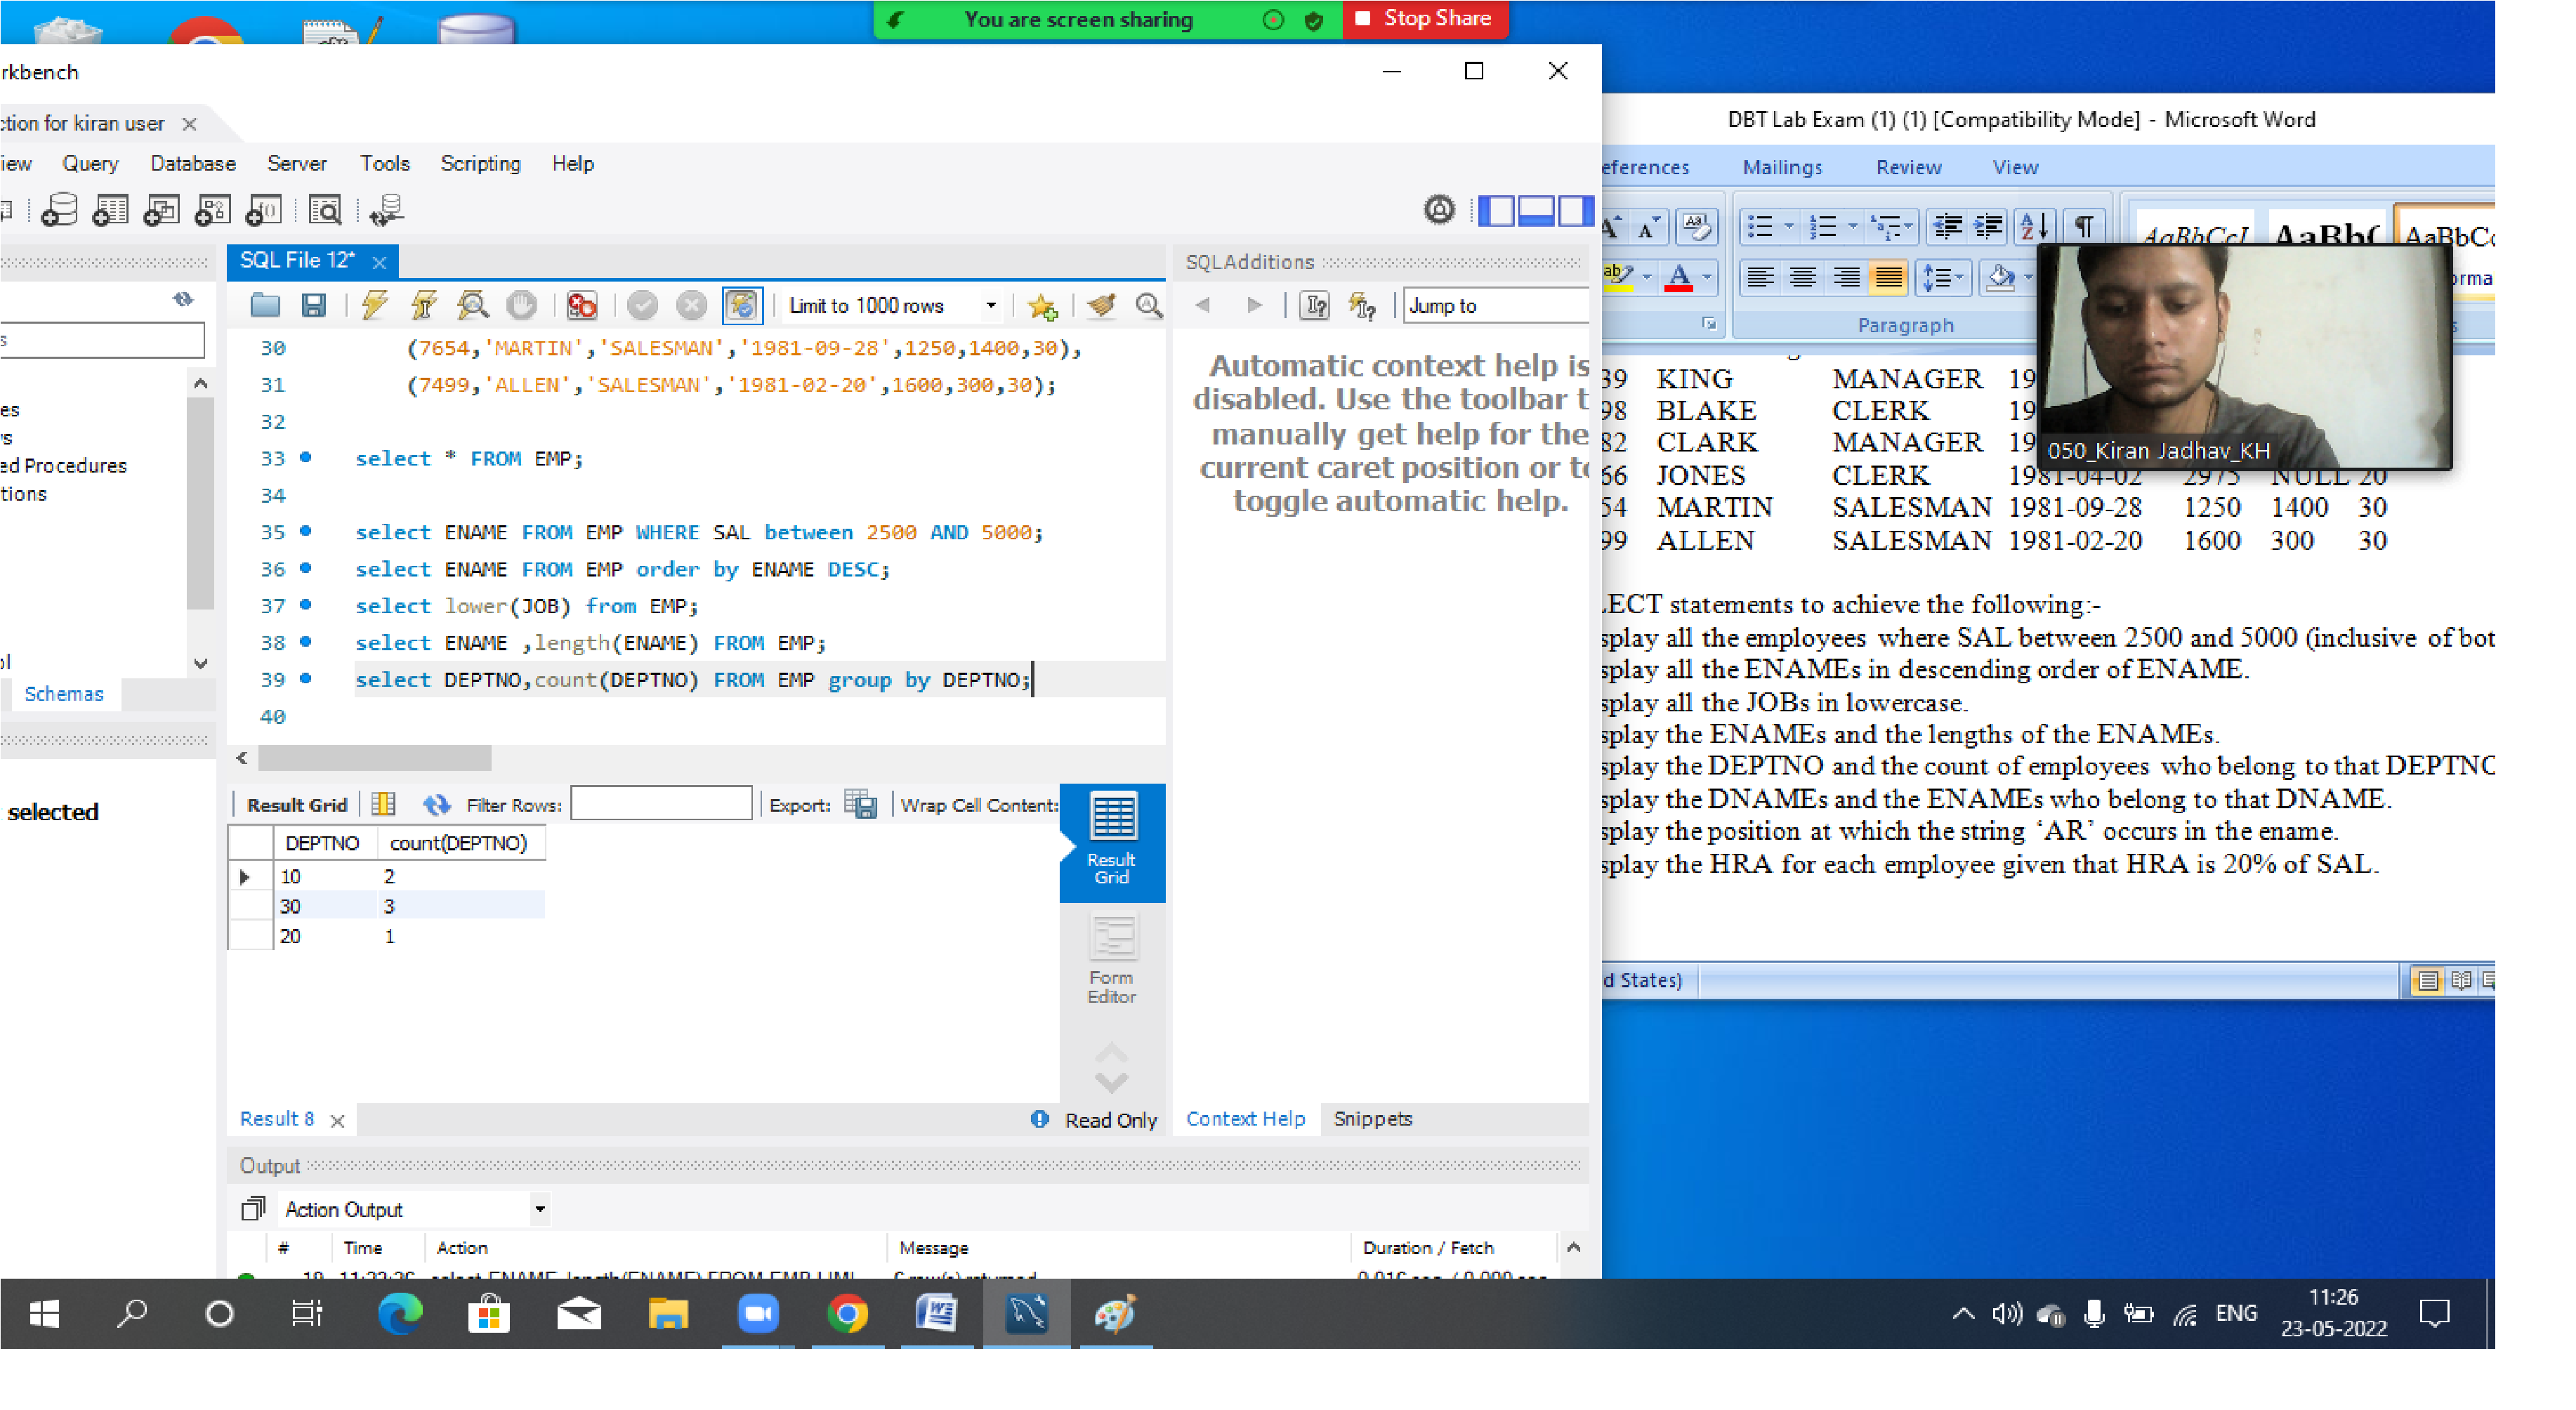 You are screen sharing
Stop Share
rkbench
ction for kiran user
iew Query Database Server Tools Scripting Help
SQL File 12*
Limit to 1000 rows
30 (7654,'MARTIN','SALESMAN','1981-09-28',1250,1400,30),
31 (7499,'ALLEN','SALESMAN','1981-02-20',1600,300,30);
32
33 select * FROM EMP;
34
35 select ENAME FROM EMP WHERE SAL between 2500 AND 5000;
36 select ENAME FROM EMP order by ENAME DESC;
37 select lower(JOB) from EMP;
38 select ENAME ,length(ENAME) FROM EMP;
39 select DEPTNO,count(DEPTNO) FROM EMP group by DEPTNO;
40
s
es
's
ed Procedures
tions
ol
Schemas
selected
Result Grid Filter Rows: Export: Wrap Cell Content:
DEPTNO count(DEPTNO)
10 2
30 3
20 1
Result Grid
Form Editor
Result 8
Read Only
SQLAdditions
Jump to
Automatic context help is
disabled. Use the toolbar t
manually get help for the
current caret position or to
toggle automatic help.
Context Help Snippets
Output
Action Output
# Time Action Message Duration / Fetch
DBT Lab Exam (1) (1) [Compatibility Mode] - Microsoft Word
eferences Mailings Review View
AaBbCcI AaBb( AaBbCc
Paragraph
orma
s
39 KING MANAGER 19
98 BLAKE CLERK 19
82 CLARK MANAGER 19
66 JONES CLERK 1981-04-02 2975 NULL 20
54 MARTIN SALESMAN 1981-09-28 1250 1400 30
99 ALLEN SALESMAN 1981-02-20 1600 300 30
050_Kiran Jadhav_KH
LECT statements to achieve the following:-
splay all the employees where SAL between 2500 and 5000 (inclusive of bot
splay all the ENAMEs in descending order of ENAME.
splay all the JOBs in lowercase.
splay the ENAMEs and the lengths of the ENAMEs.
splay the DEPTNO and the count of employees who belong to that DEPTNO
splay the DNAMEs and the ENAMEs who belong to that DNAME.
splay the position at which the string ‘AR’ occurs in the ename.
splay the HRA for each employee given that HRA is 20% of SAL.
d States)
ENG
11:26
23-05-2022